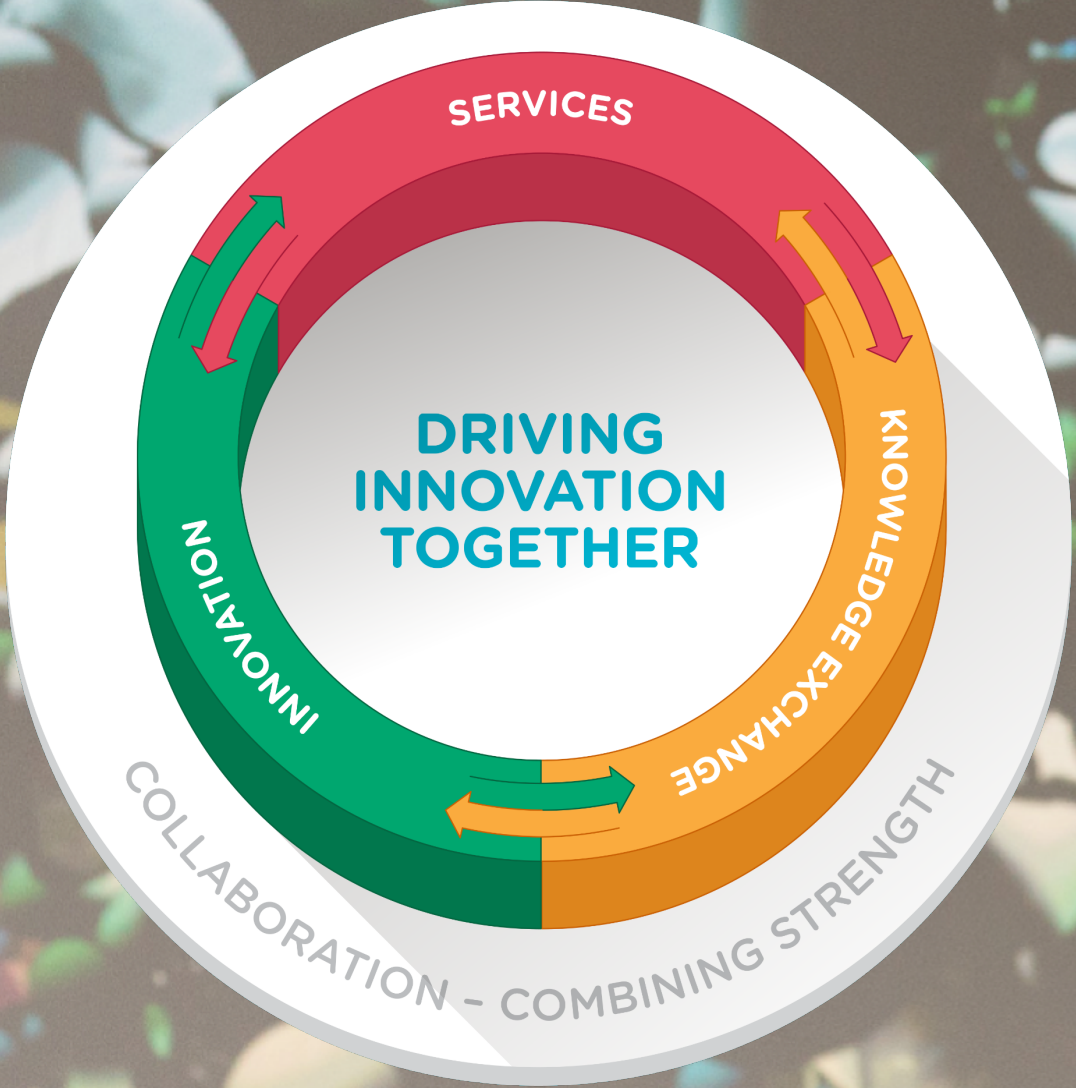 SERVICES
KNOWLEDGE EXCHANGE
INNOVATION
DRIVING
INNOVATION
TOGETHER
COLLABORATION – COMBINING STRENGTH